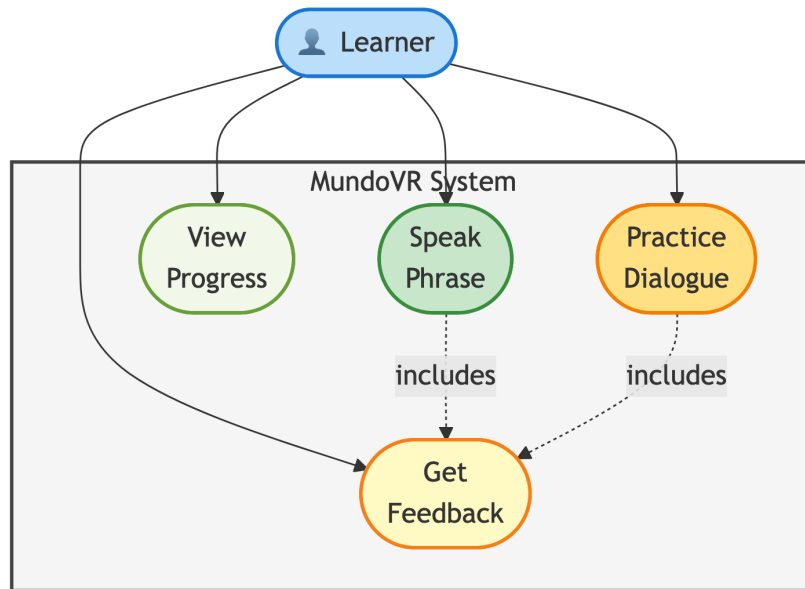 Learner
MundoVR System
View
Progress
Speak
Phrase
Practice
Dialogue
includes
includes
Get
Feedback